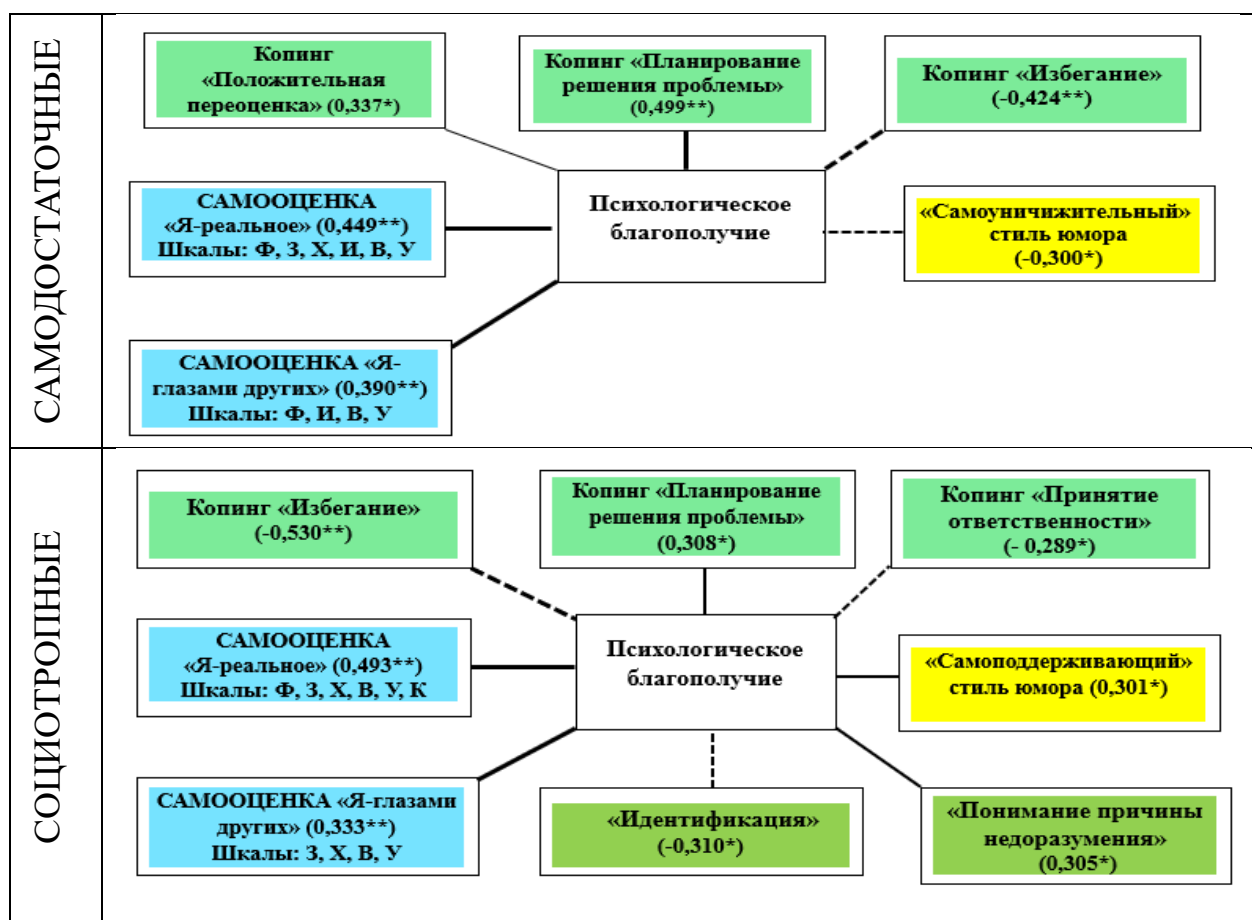 САМОДОСТАТОЧНЫЕ
Копинг
«Положительная
переоценка» (0,337*)
Копинг «Планирование
решения проблемы»
(0,499**)
Копинг «Избегание»
(-0,424**)
САМООЦЕНКА
«Я-реальное» (0,449**)
Шкалы: Ф, З, Х, И, В, У
Психологическое
благополучие
«Самоуничижительный»
стиль юмора
(-0,300*)
САМООЦЕНКА «Я-
глазами других» (0,390**)
Шкалы: Ф, И, В, У
СОЦИОТРОПНЫЕ
Копинг «Избегание»
(-0,530**)
Копинг «Планирование
решения проблемы»
(0,308*)
Копинг «Принятие
ответственности»
(- 0,289*)
САМООЦЕНКА
«Я-реальное» (0,493**)
Шкалы: Ф, З, Х, В, У, К
Психологическое
благополучие
«Самоподдерживающий»
стиль юмора (0,301*)
САМООЦЕНКА «Я-глазами
других» (0,333**)
Шкалы: З, Х, В, У
«Идентификация»
(-0,310*)
«Понимание причины
недоразумения»
(0,305*)